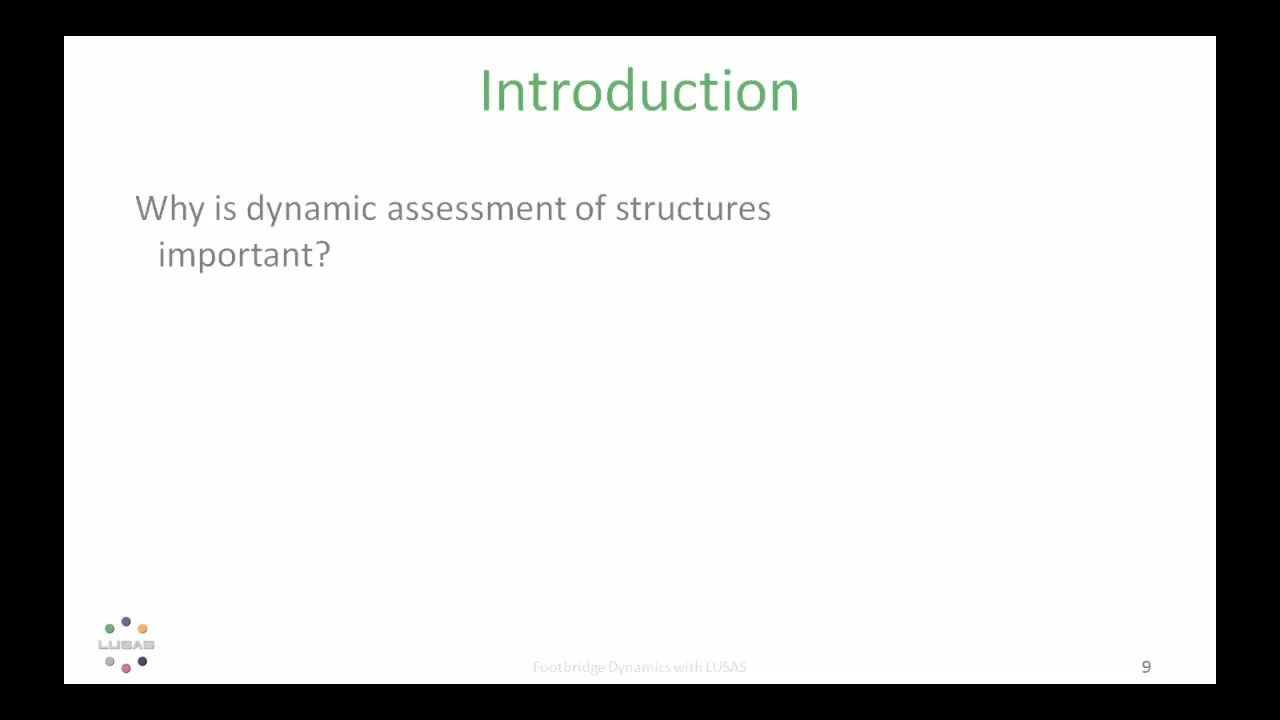 Introduction
Why is dynamic assessment of structures
important?
LUSAS
Footbridge Dynamics with LUSAS
9